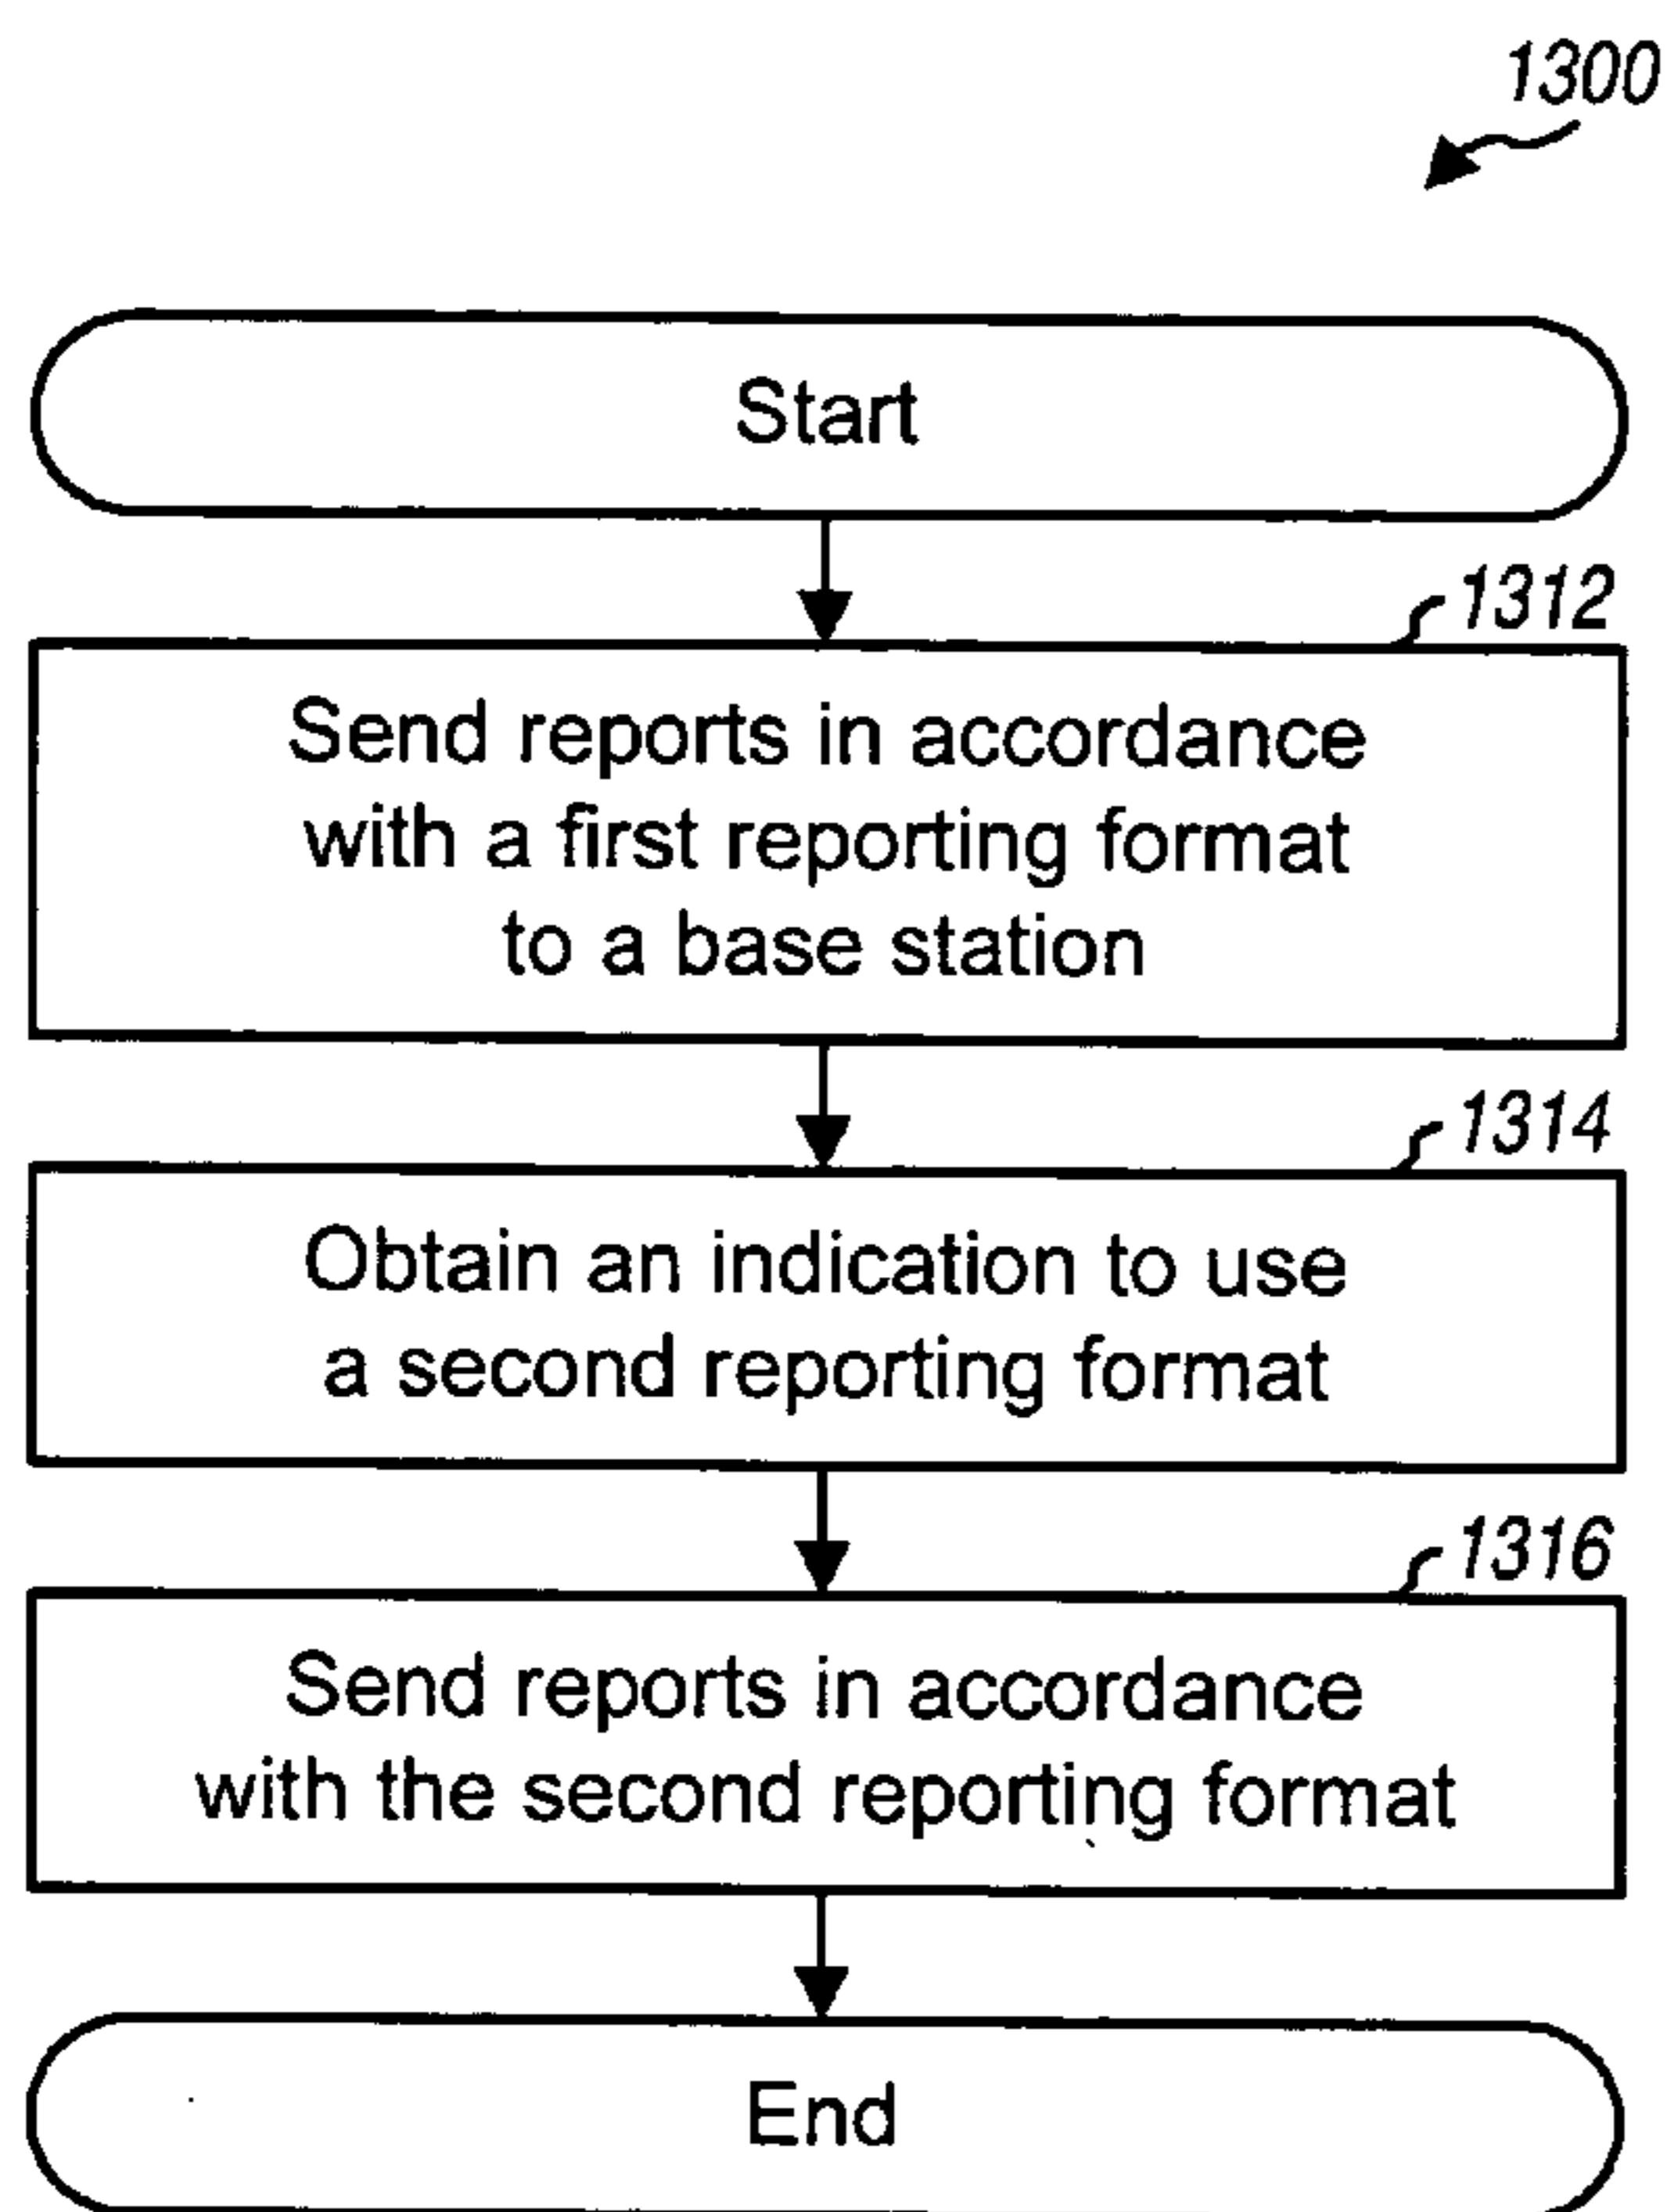 1300
Start
1312
Send reports in accordance
with a first reporting format
to a base station
1314
Obtain an indication to use
a second reporting format
1316
Send reports in accordance
with the second reporting format
End